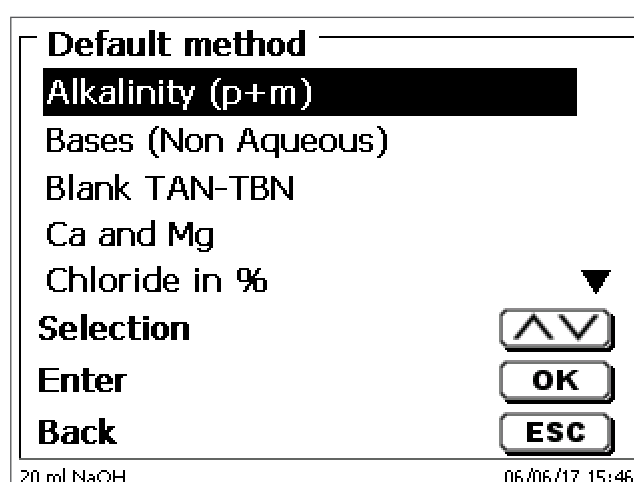 Default method
Alkalinity (p+m)
Bases (Non Aqueous)
Blank TAN-TBN
Ca and Mg
Chloride in %
Selection
Enter OK
Back ESC
20 ml NaOH 06/06/17 15:46